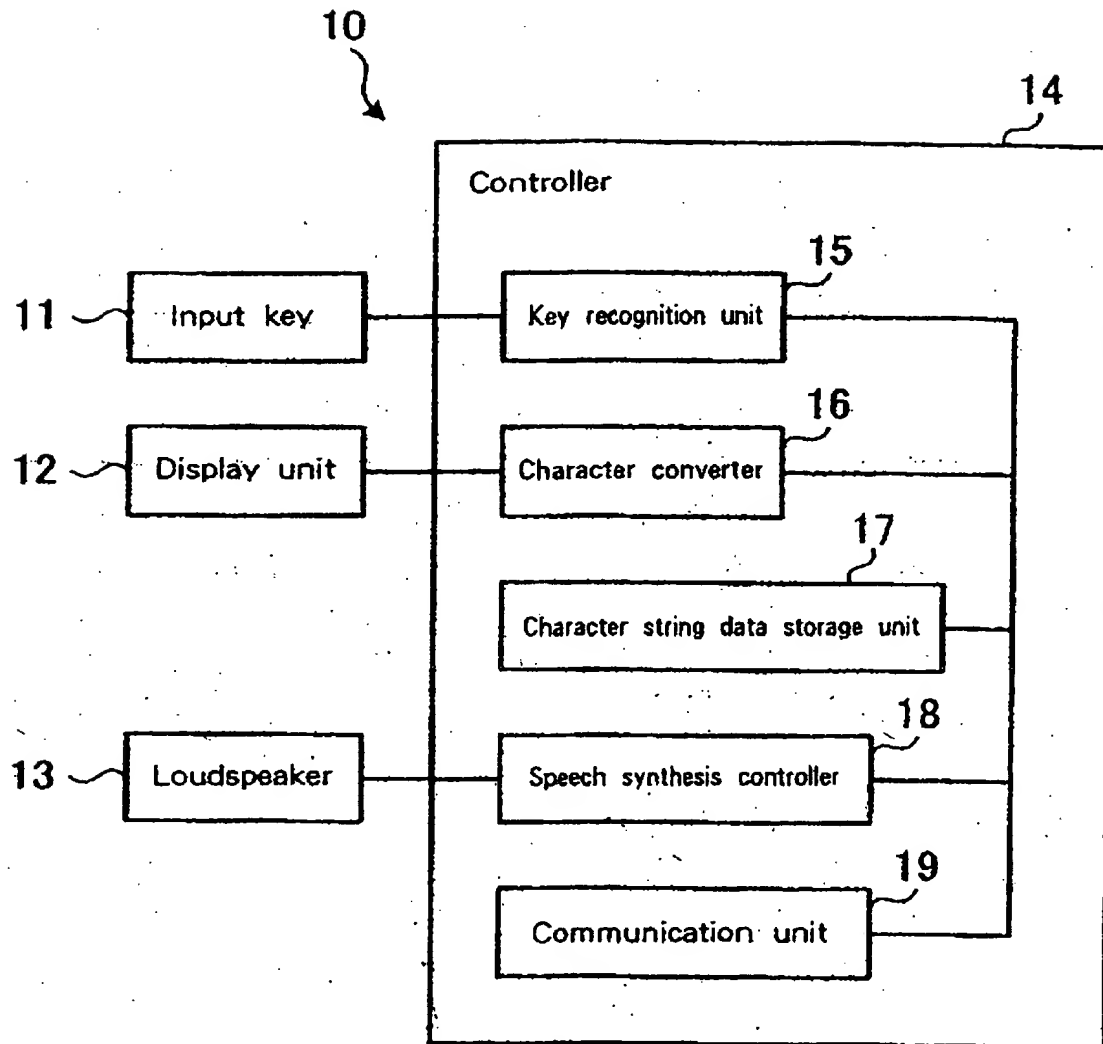 10
14
Controller
15
11 Input key Key recognition unit
16
12 Display unit Character converter
17
Character string data storage unit
18
13 Loudspeaker Speech synthesis controller
19
Communication unit